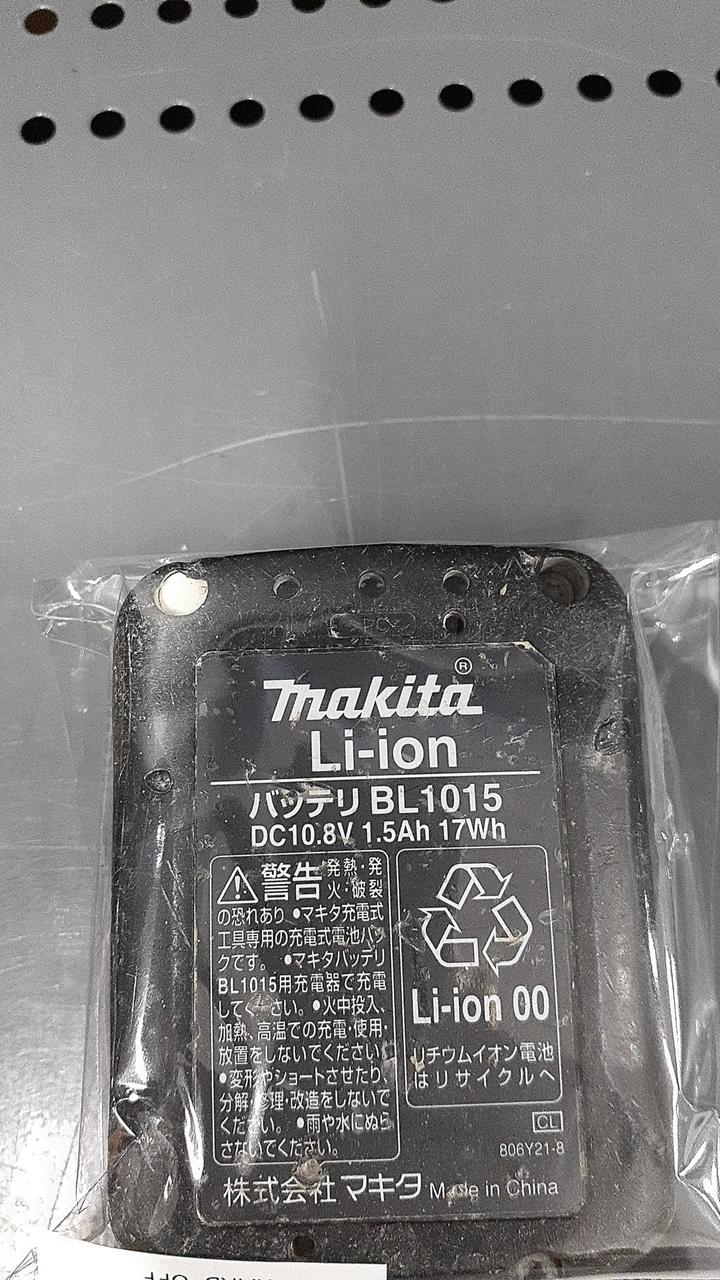 Makita®
Li-ion
バッテリ BL1015
DC10.8V 1.5Ah 17Wh
警告 発熱・発
火・破裂
の恐れあり ●マキタ充電式
工具専用の充電式電池パッ
クです。 ●マキタバッテリ
BL1015用充電器で充電
してください。 ●火中投入、
加熱、高温での充電・使用・
放置をしないでください。
●変形やショートさせたり、
分解・修理・改造をしないで
ください。 ●雨や水にぬら
さないでください。
Li-ion 00
リチウムイオン電池
はリサイクルへ
CL
806Y21-8
株式会社マキタ Made in China